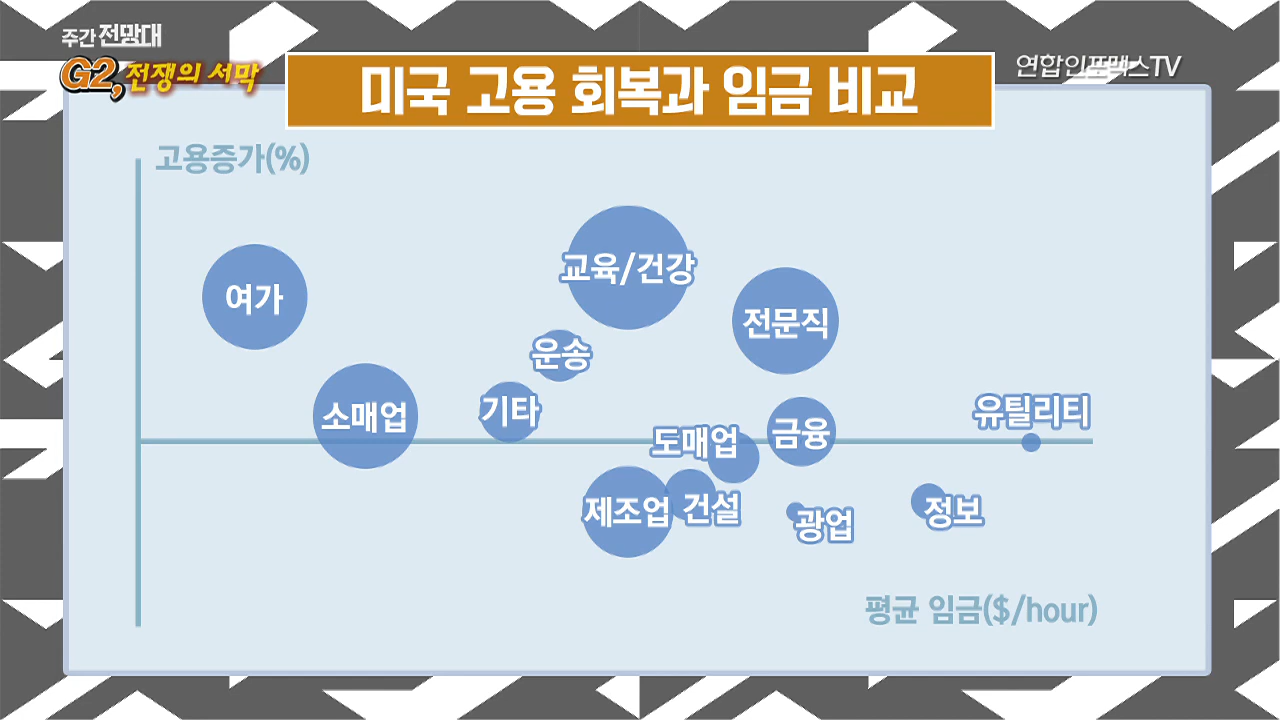 주간 전망대
G2, 전쟁의 서막
미국 고용 회복과 임금 비교
연합인포맥스TV
고용증가(%)
교육/건강
여가
전문직
운송
기타
소매업
유틸리티
도매업
금융
제조업
건설
광업
정보
평균 임금($/hour)